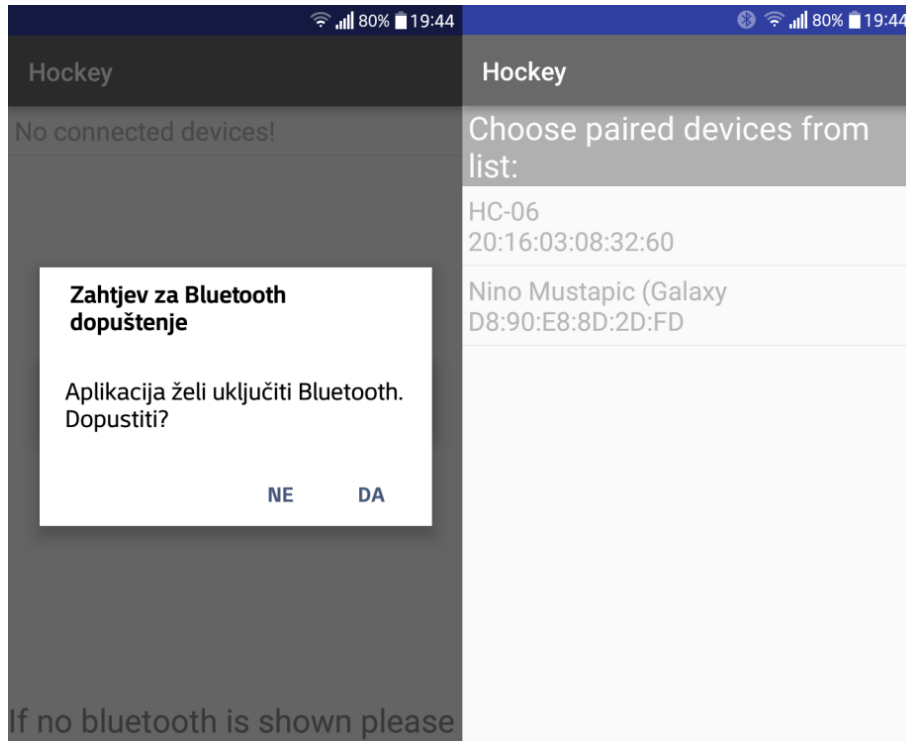 80% 19:44
Hockey
No connected devices!
Zahtjev za Bluetooth
dopuštenje
Aplikacija želi uključiti Bluetooth.
Dopustiti?
NE DA
If no bluetooth is shown please
80% 19:44
Hockey
Choose paired devices from
list:
HC-06
20:16:03:08:32:60
Nino Mustapic (Galaxy
D8:90:E8:8D:2D:FD